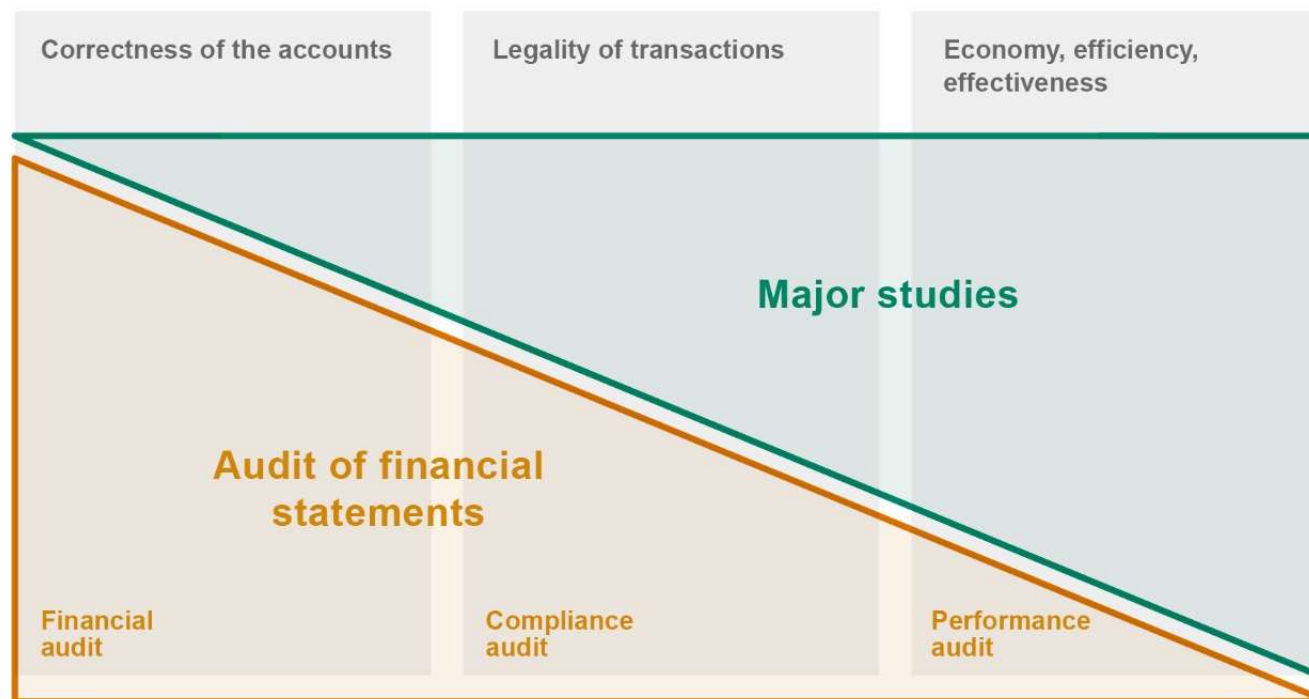 Correctness of the accounts
Legality of transactions
Economy, efficiency,
effectiveness
Major studies
Audit of financial
statements
Financial
audit
Compliance
audit
Performance
audit